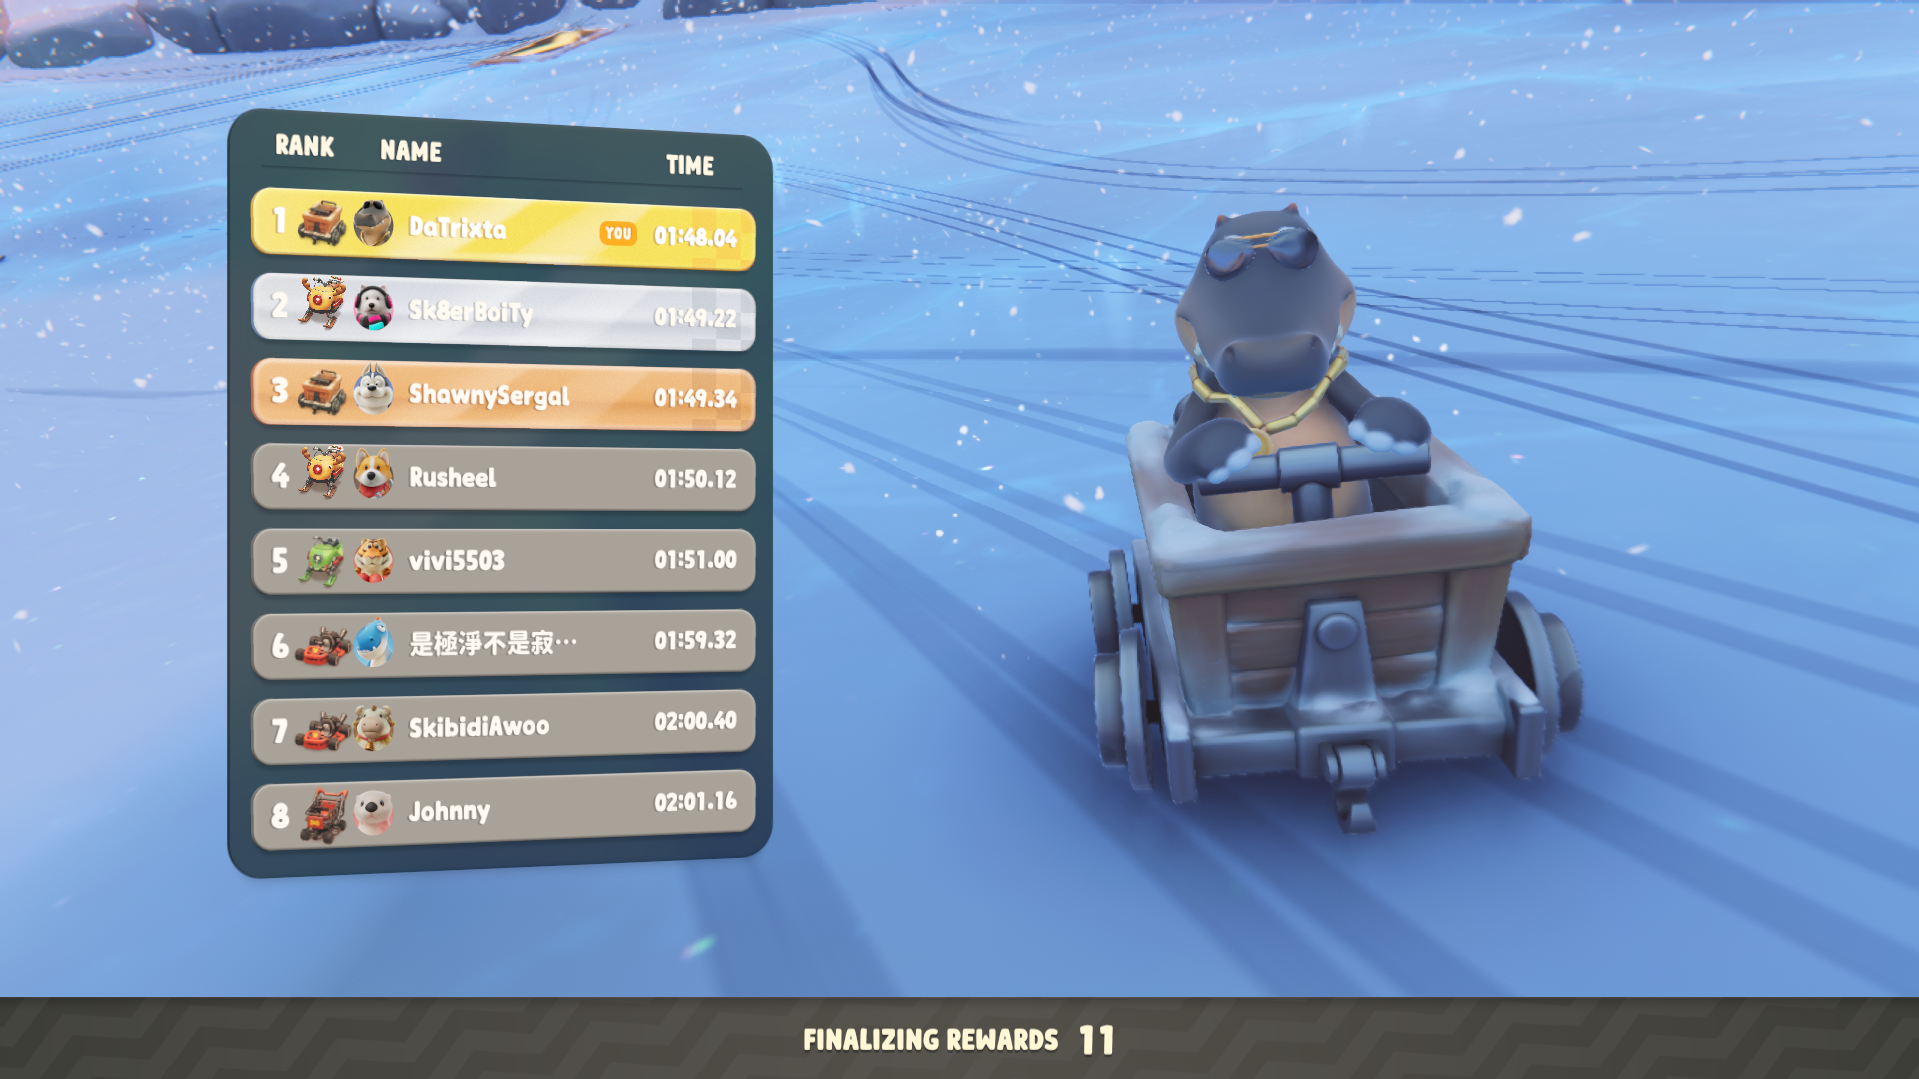 RANK NAME TIME
1 DaTrixta YOU 01:48.04
2 Sk8erBoiTy 01:49.22
3 ShawnySergal 01:49.34
4 Rusheel 01:50.12
5 vivi5503 01:51.00
6 是極淨不是寂… 01:59.32
7 SkibidiAwoo 02:00.40
8 Johnny 02:01.16
FINALIZING REWARDS 11